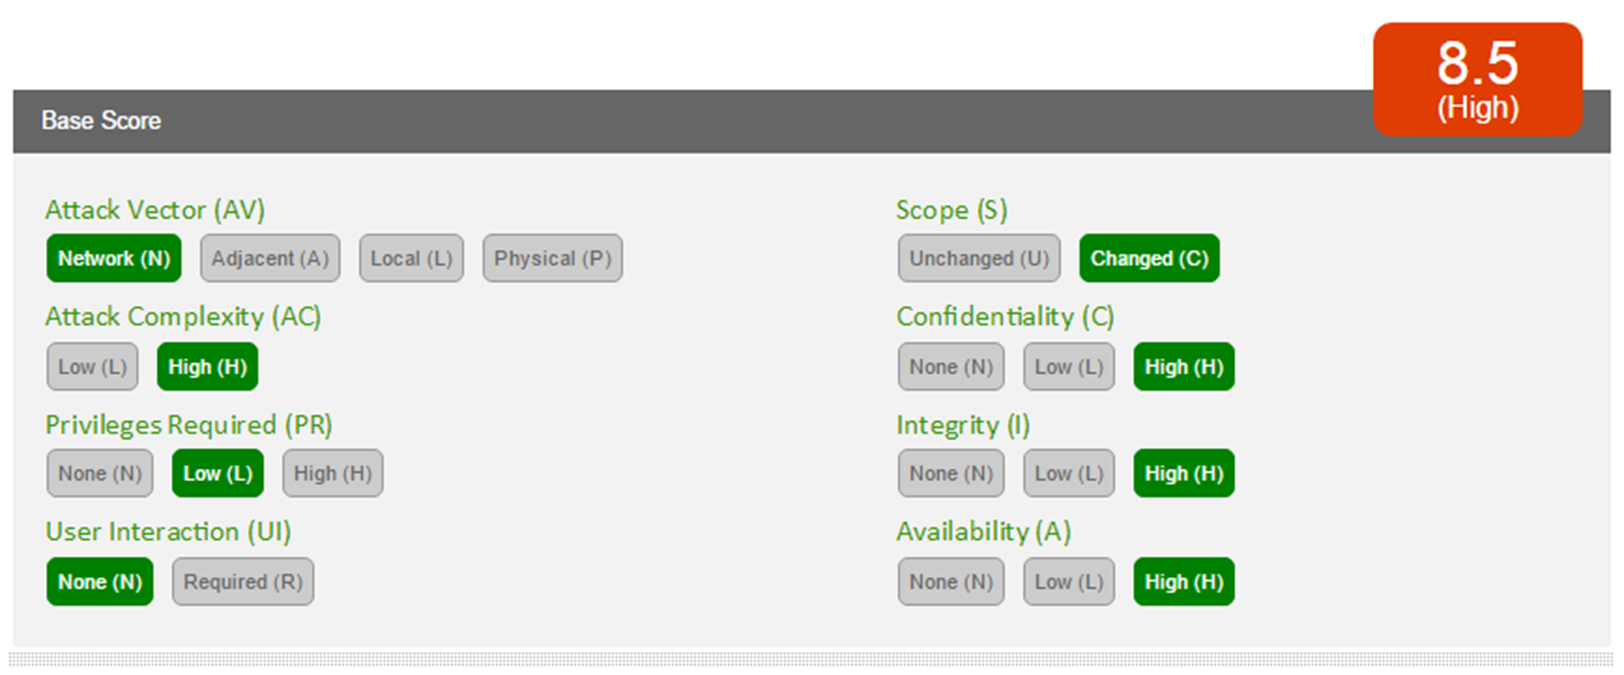 8.5
(High)
Base Score
Attack Vector (AV)
Network (N) Adjacent (A) Local (L) Physical (P)
Attack Complexity (AC)
Low (L) High (H)
Privileges Required (PR)
None (N) Low (L) High (H)
User Interaction (UI)
None (N) Required (R)
Scope (S)
Unchanged (U) Changed (C)
Confidentiality (C)
None (N) Low (L) High (H)
Integrity (I)
None (N) Low (L) High (H)
Availability (A)
None (N) Low (L) High (H)